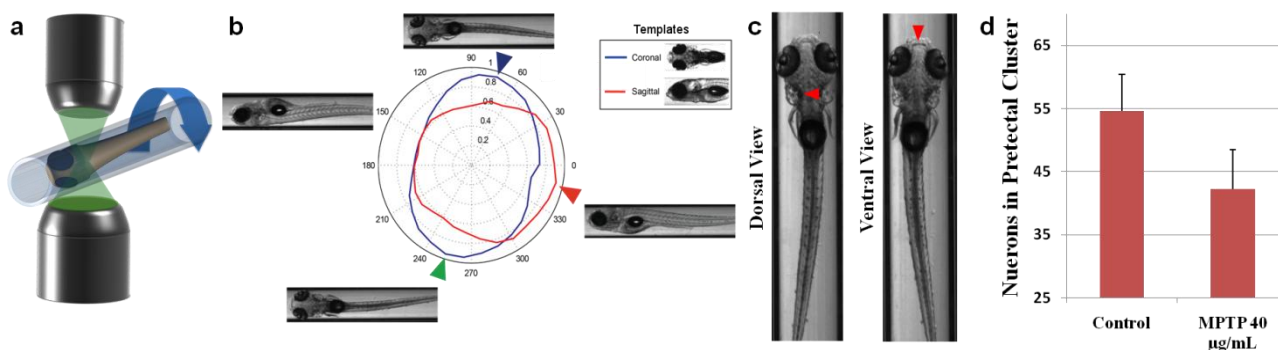 a
b
Templates
Coronal
Sagittal
90
60
30
0
330
300
270
240
210
180
150
120
1
0.8
0.6
0.4
0.2
c
Dorsal View
Ventral View
d
Nuerons in Pretectal Cluster
65
55
45
35
25
Control
MPTP 40
µg/mL